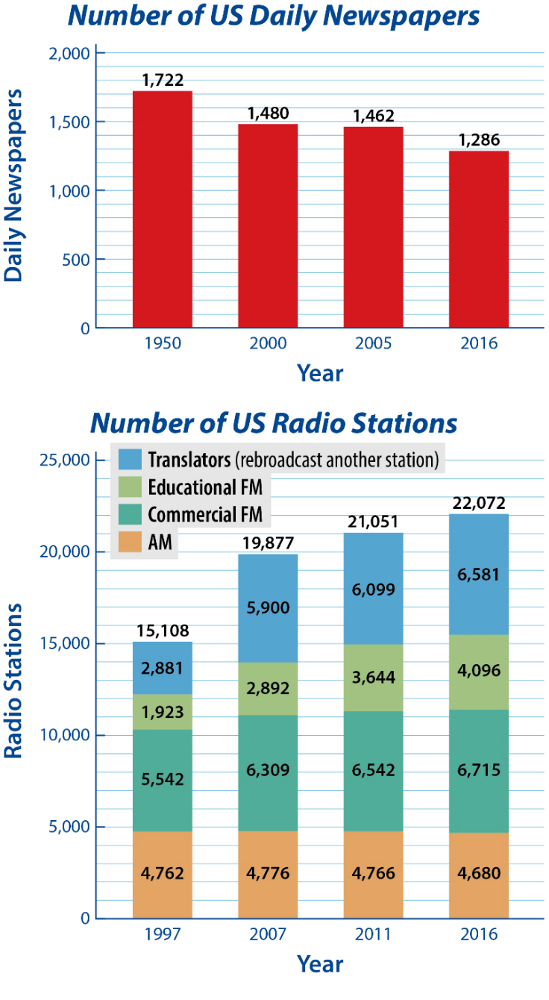 Number of US Daily Newspapers
Daily Newspapers
2,000
1,500
1,000
500
0
1,722
1,480
1,462
1,286
1950 2000 2005 2016
Year
Number of US Radio Stations
Radio Stations
25,000
20,000
15,000
10,000
5,000
0
Translators (rebroadcast another station)
Educational FM
Commercial FM
AM
15,108
2,881
1,923
5,542
4,762
19,877
5,900
2,892
6,309
4,776
21,051
6,099
3,644
6,542
4,766
22,072
6,581
4,096
6,715
4,680
1997 2007 2011 2016
Year